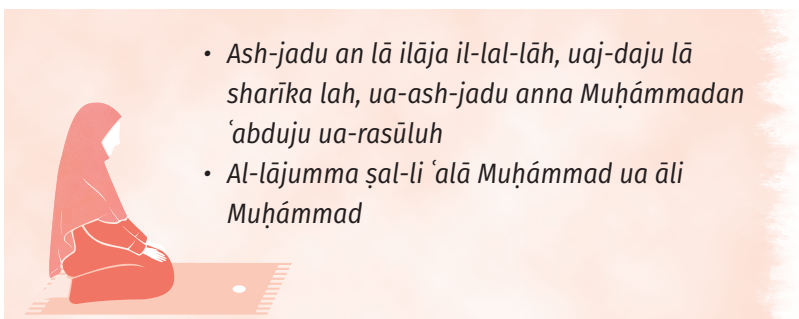 • Ash-jadu an lā ilāja il-lal-lāh, uaj-daju lā
sharīka lah, ua-ash-jadu anna Muḥámmadan
ʿabduju ua-rasūluh
• Al-lājumma ṣal-li ʿalā Muḥámmad ua āli
Muḥámmad